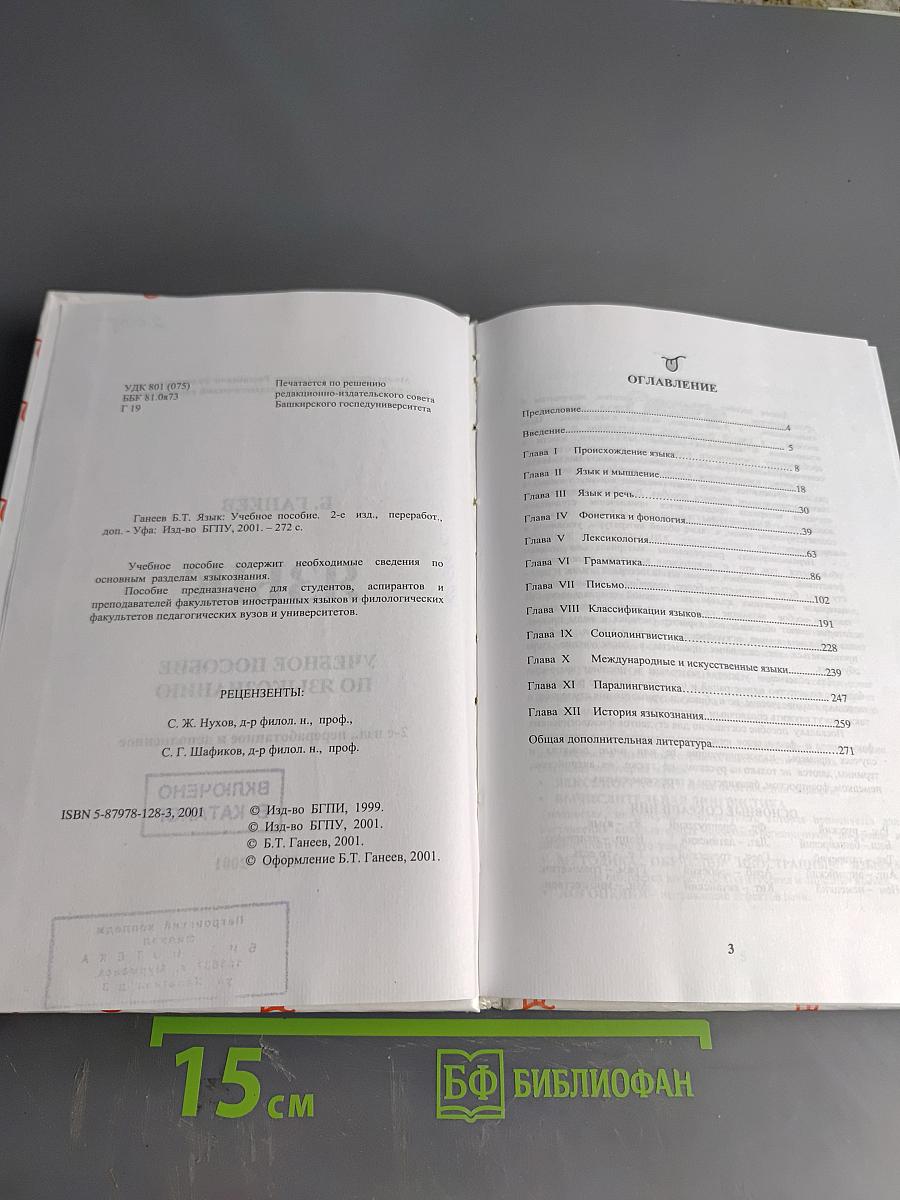 УДК 801 (075)
ББК 81.0я73
Г 19
Печатается по решению
редакционно-издательского совета
Башкирского госпедуниверситета
Ганеев Б.Т. Язык: Учебное пособие. 2-е изд., переработ.,
доп. - Уфа: Изд-во БГПУ, 2001. – 272 с.
Учебное пособие содержит необходимые сведения по
основным разделам языкознания.
Пособие предназначено для студентов, аспирантов и
преподавателей факультетов иностранных языков и филологических
факультетов педагогических вузов и университетов.
РЕЦЕНЗЕНТЫ:
С. Ж. Нухов, д-р филол. н., проф.,
С. Г. Шафиков, д-р филол. н., проф.
ISBN 5-87978-128-3, 2001
© Изд-во БГПИ, 1999.
© Изд-во БГПУ, 2001.
© Б.Т. Ганеев, 2001.
© Оформление Б.Т. Ганеев, 2001.
ОГЛАВЛЕНИЕ
Предисловие...4
Введение...5
Глава I Происхождение языка...8
Глава II Язык и мышление...18
Глава III Язык и речь...30
Глава IV Фонетика и фонология...39
Глава V Лексикология...63
Глава VI Грамматика...86
Глава VII Письмо...102
Глава VIII Классификации языков...191
Глава IX Социолингвистика...228
Глава X Международные и искусственные языки...239
Глава XI Паралингвистика...247
Глава XII История языкознания...259
Общая дополнительная литература...271
3
15 см
БФ БИБЛИОФАН